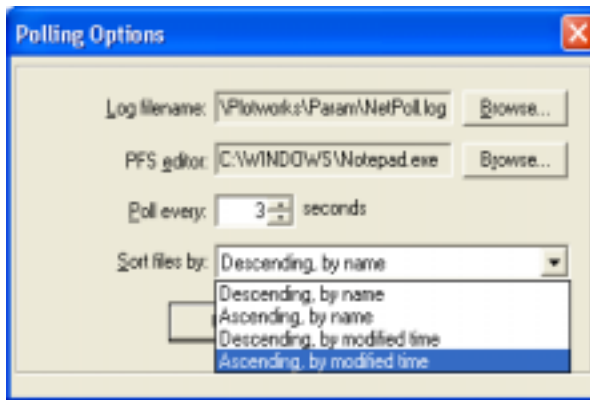 Polling Options
Log filename: \Plotworks\Param\NetPoll.log Browse...
PFS editor: C:\WINDOWS\Notepad.exe Browse...
Poll every: 3 seconds
Sort files by: Descending, by name
Descending, by name
Ascending, by name
Descending, by modified time
Ascending, by modified time